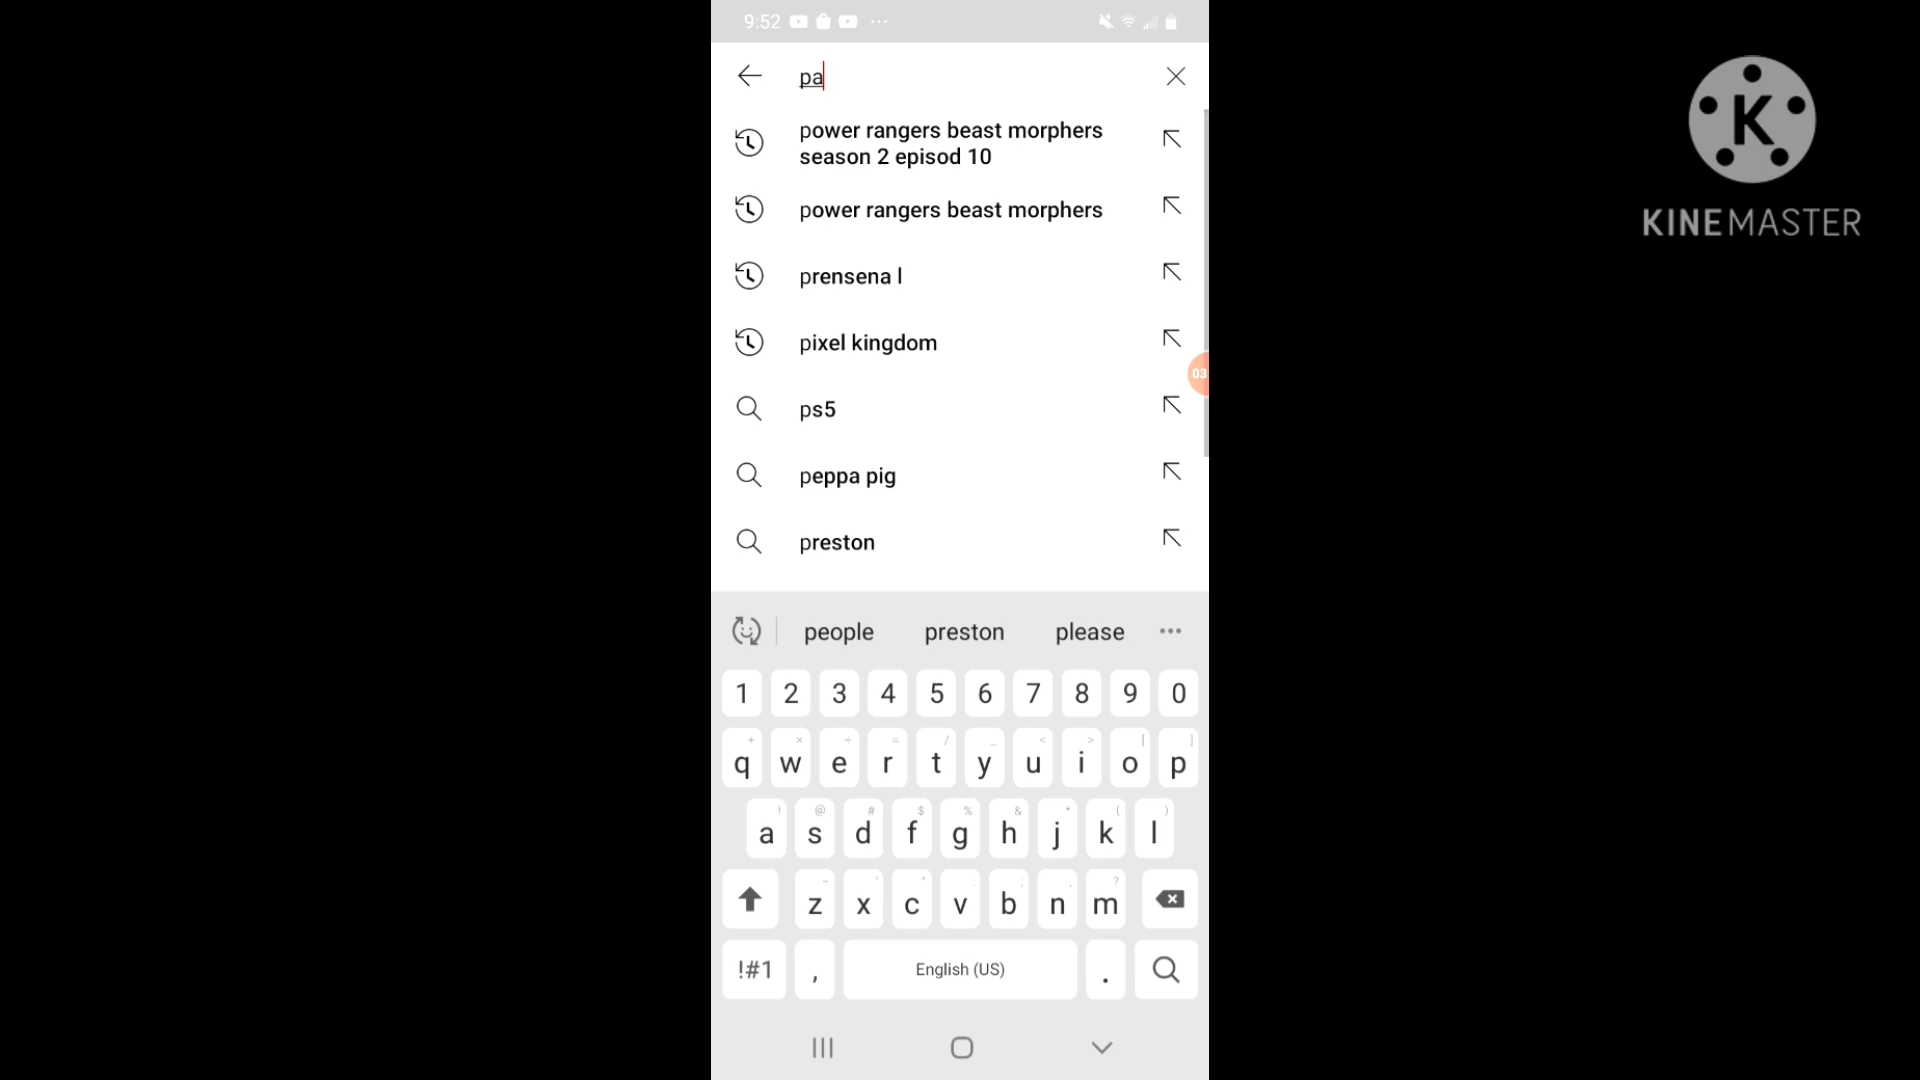 9:52
pa
power rangers beast morphers
season 2 episod 10
power rangers beast morphers
prensena l
pixel kingdom
ps5
peppa pig
preston
03
people preston please
1 2 3 4 5 6 7 8 9 0
q w e r t y u i o p
a s d f g h j k l
z x c v b n m
!#1 , English (US) .
K
KINEMASTER